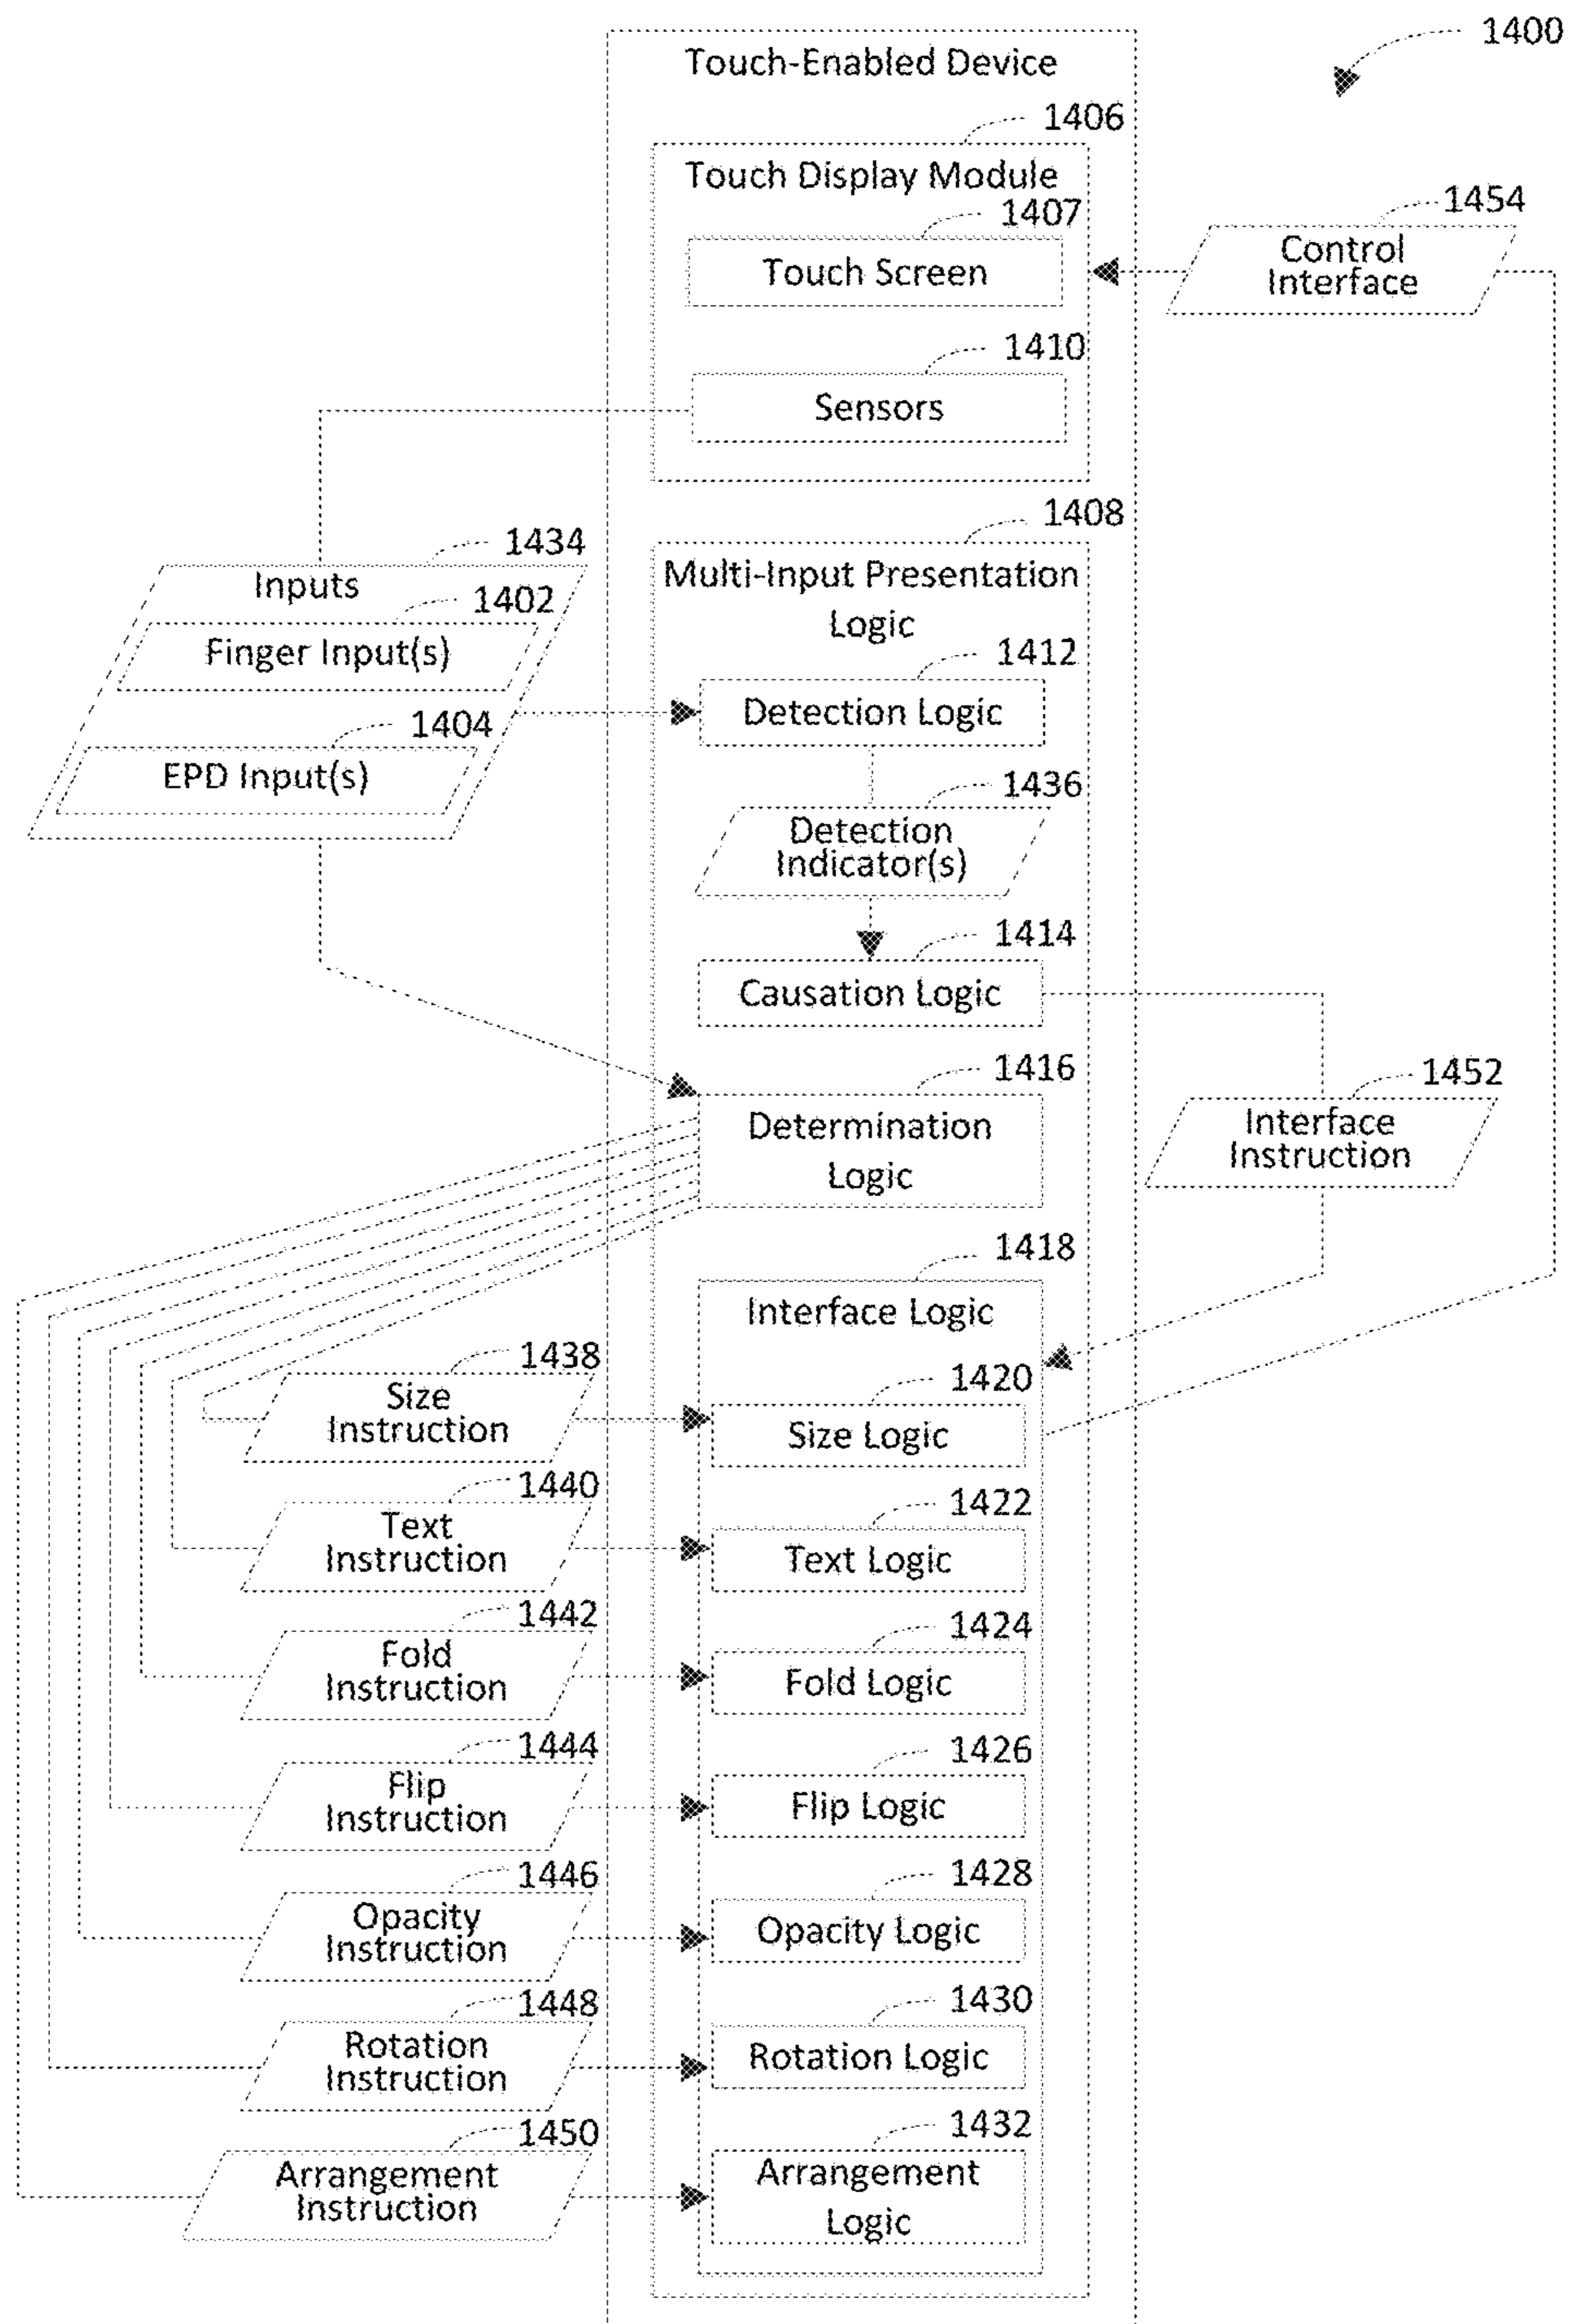 1400
Touch-Enabled Device
1406
Touch Display Module
1407
Touch Screen
1454
Control
Interface
1410
Sensors
1408
Multi-Input Presentation
Logic
1434
Inputs
1402
Finger Input(s)
1404
EPD Input(s)
1412
Detection Logic
1436
Detection
Indicator(s)
1414
Causation Logic
1416
Determination
Logic
1452
Interface
Instruction
1418
Interface Logic
1438
Size
Instruction
1420
Size Logic
1440
Text
Instruction
1422
Text Logic
1442
Fold
Instruction
1424
Fold Logic
1444
Flip
Instruction
1426
Flip Logic
1446
Opacity
Instruction
1428
Opacity Logic
1448
Rotation
Instruction
1430
Rotation Logic
1450
Arrangement
Instruction
1432
Arrangement
Logic